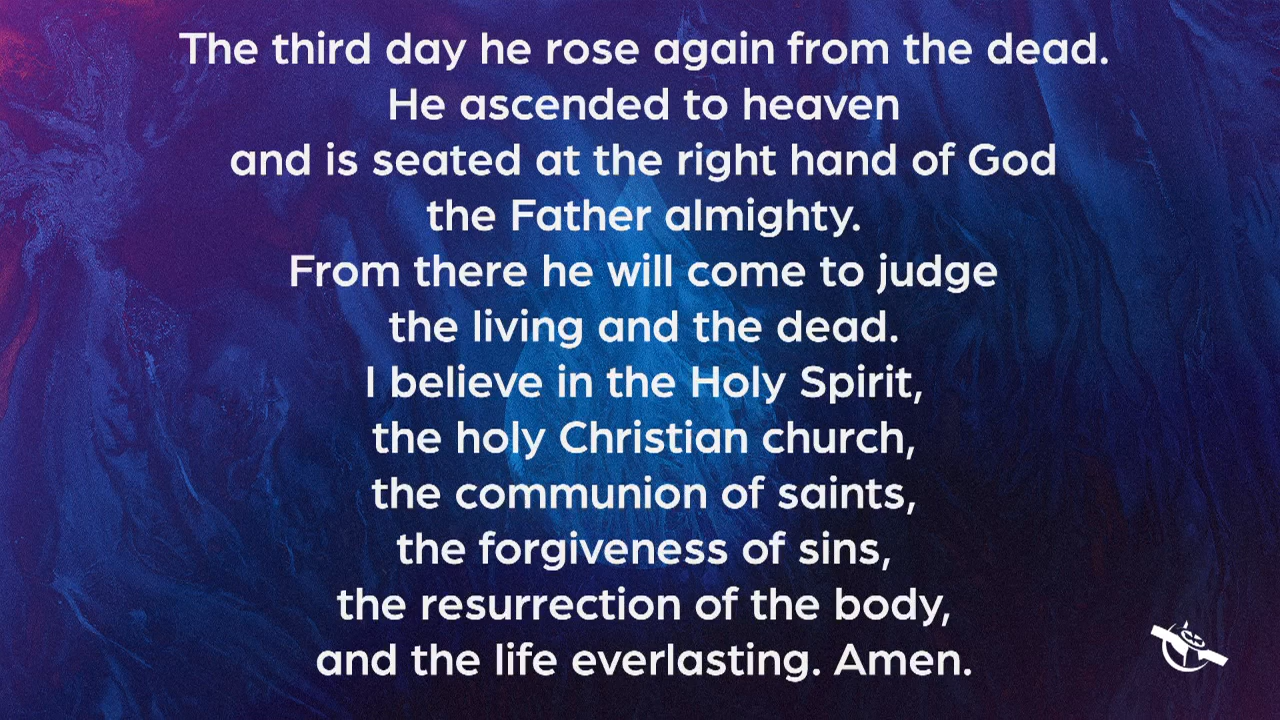 The third day he rose again from the dead.
He ascended to heaven
and is seated at the right hand of God
the Father almighty.
From there he will come to judge
the living and the dead.
I believe in the Holy Spirit,
the holy Christian church,
the communion of saints,
the forgiveness of sins,
the resurrection of the body,
and the life everlasting. Amen.